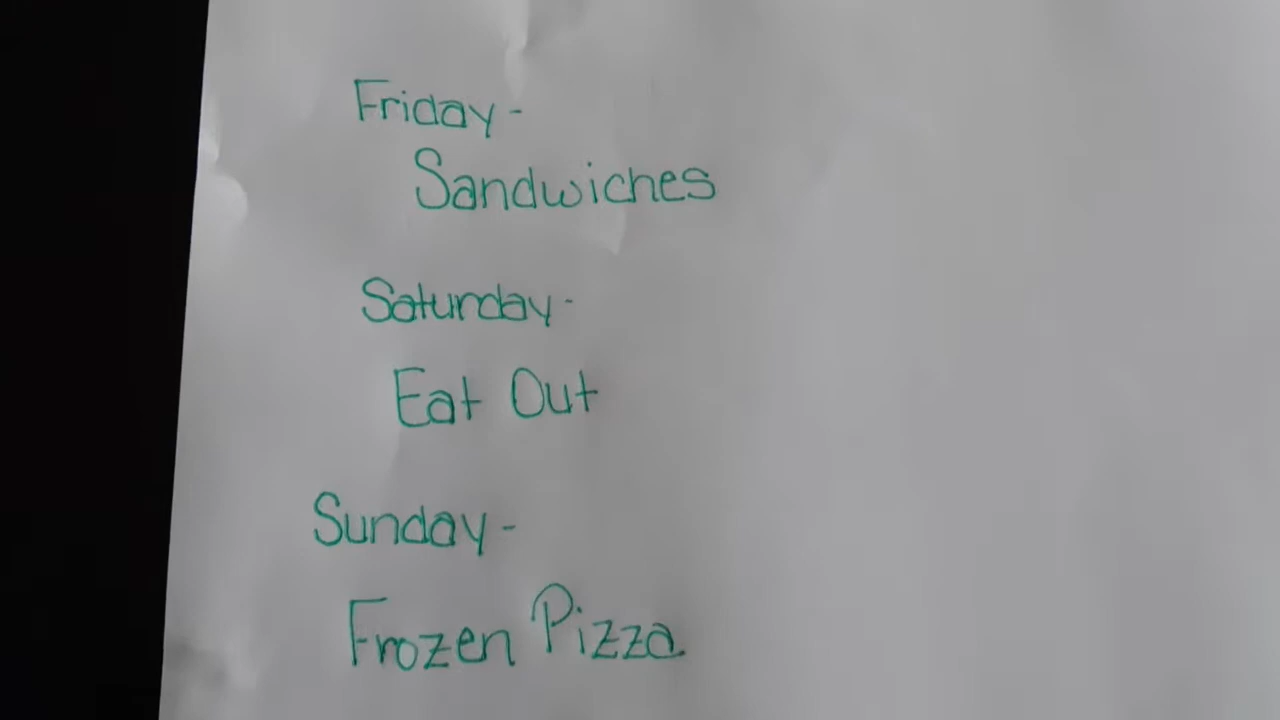 Friday -
Sandwiches
Saturday -
Eat Out
Sunday -
Frozen Pizza